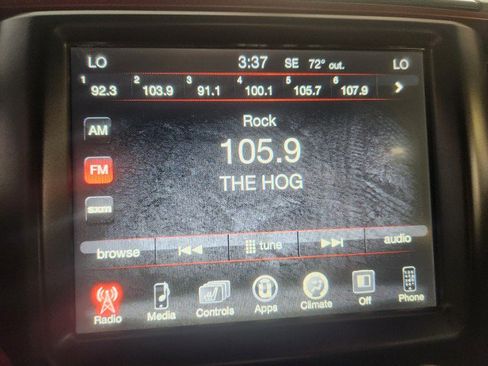 LO 3:37 SE 72° out. LO
1 2 3 4 5 6
92.3 103.9 91.1 100.1 105.7 107.9
AM
Rock
105.9
FM
THE HOG
browse tune audio
Radio Media Controls Apps Climate Off Phone